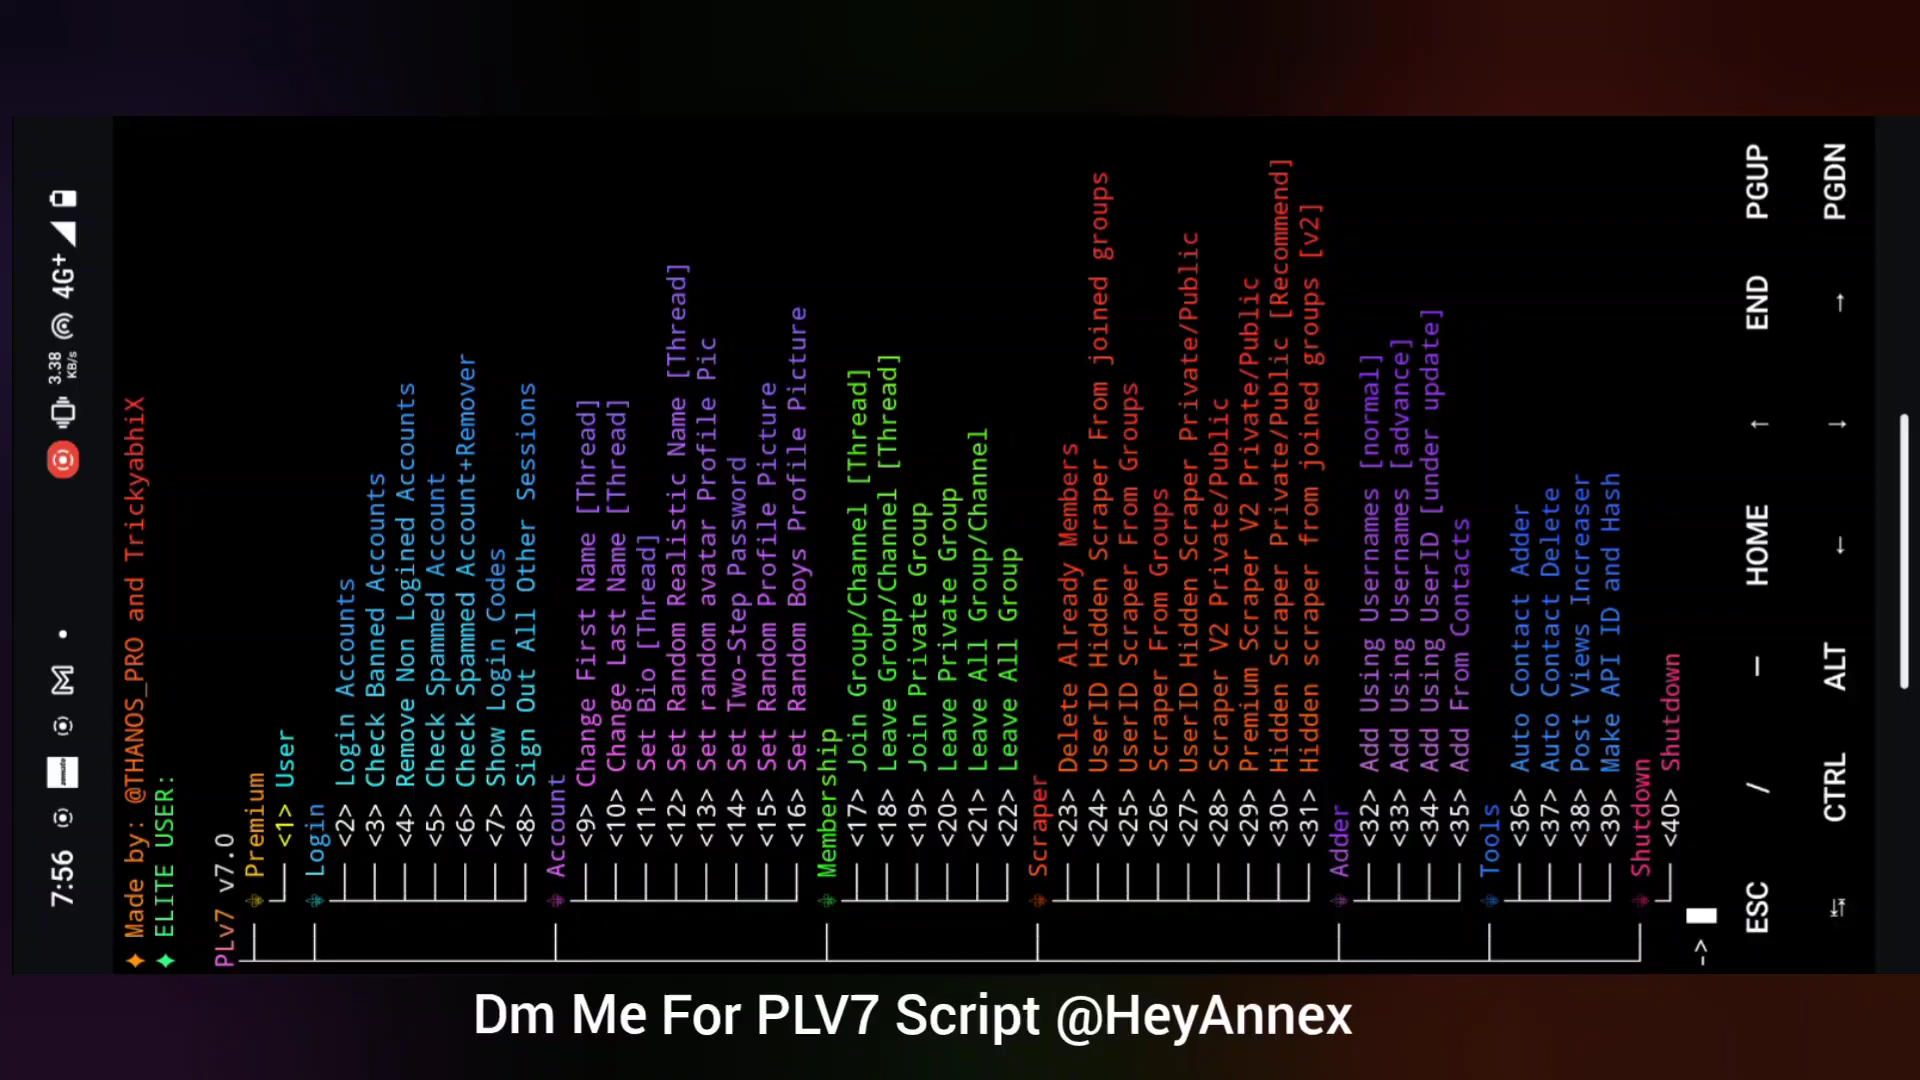 7:56
3.38
KB/s
4G+
✦ Made by: @THANOS_PRO and TrickyabhiX
✦ ELITE USER:
PLv7 v7.0
Premium
<1> User
Login
<2> Login Accounts
<3> Check Banned Accounts
<4> Remove Non Logined Accounts
<5> Check Spammed Account
<6> Check Spammed Account+Remover
<7> Show Login Codes
<8> Sign Out All Other Sessions
Account
<9> Change First Name [Thread]
<10> Change Last Name [Thread]
<11> Set Bio [Thread]
<12> Set Random Realistic Name [Thread]
<13> Set random avatar Profile Pic
<14> Set Two-Step Password
<15> Set Random Profile Picture
<16> Set Random Boys Profile Picture
Membership
<17> Join Group/Channel [Thread]
<18> Leave Group/Channel [Thread]
<19> Join Private Group
<20> Leave Private Group
<21> Leave All Group/Channel
<22> Leave All Group
Scraper
<23> Delete Already Members
<24> UserID Hidden Scraper From joined groups
<25> UserID Scraper From Groups
<26> Scraper From Groups
<27> UserID Hidden Scraper Private/Public
<28> Scraper V2 Private/Public
<29> Premium Scraper V2 Private/Public
<30> Hidden Scraper Private/Public [Recommend]
<31> Hidden scraper from joined groups [v2]
Adder
<32> Add Using Usernames [normal]
<33> Add Using Usernames [advance]
<34> Add Using UserID [under update]
<35> Add From Contacts
Tools
<36> Auto Contact Adder
<37> Auto Contact Delete
<38> Post Views Increaser
<39> Make API ID and Hash
Shutdown
<40> Shutdown
->
ESC / — HOME ↑ END PGUP
↹ CTRL ALT ← ↓ → PGDN
Dm Me For PLV7 Script @HeyAnnex